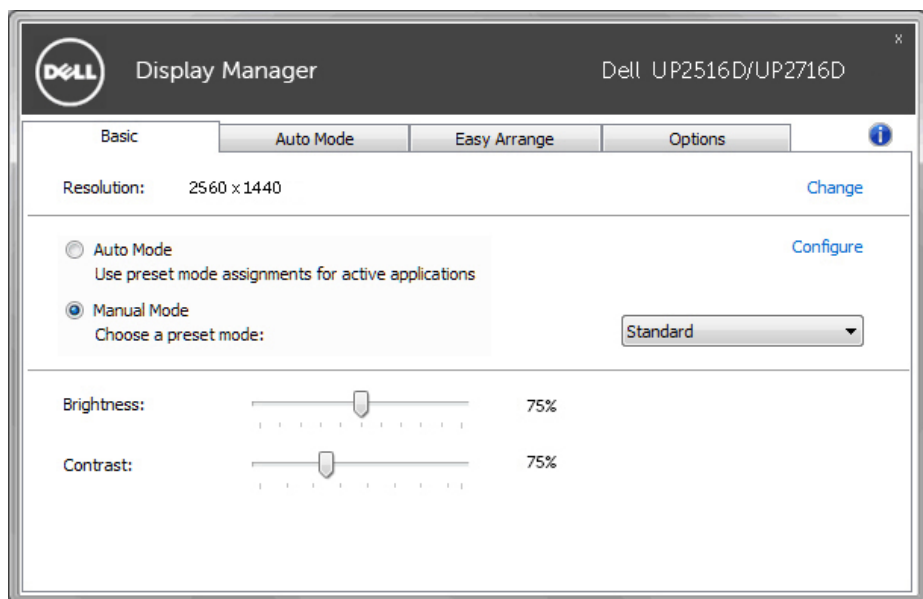 DELL
Display Manager
Dell UP2516D/UP2716D
x
Basic
Auto Mode
Easy Arrange
Options
i
Resolution:
2560 x 1440
Change
Auto Mode
Configure
Use preset mode assignments for active applications
Manual Mode
Choose a preset mode:
Standard
Brightness:
75%
Contrast:
75%